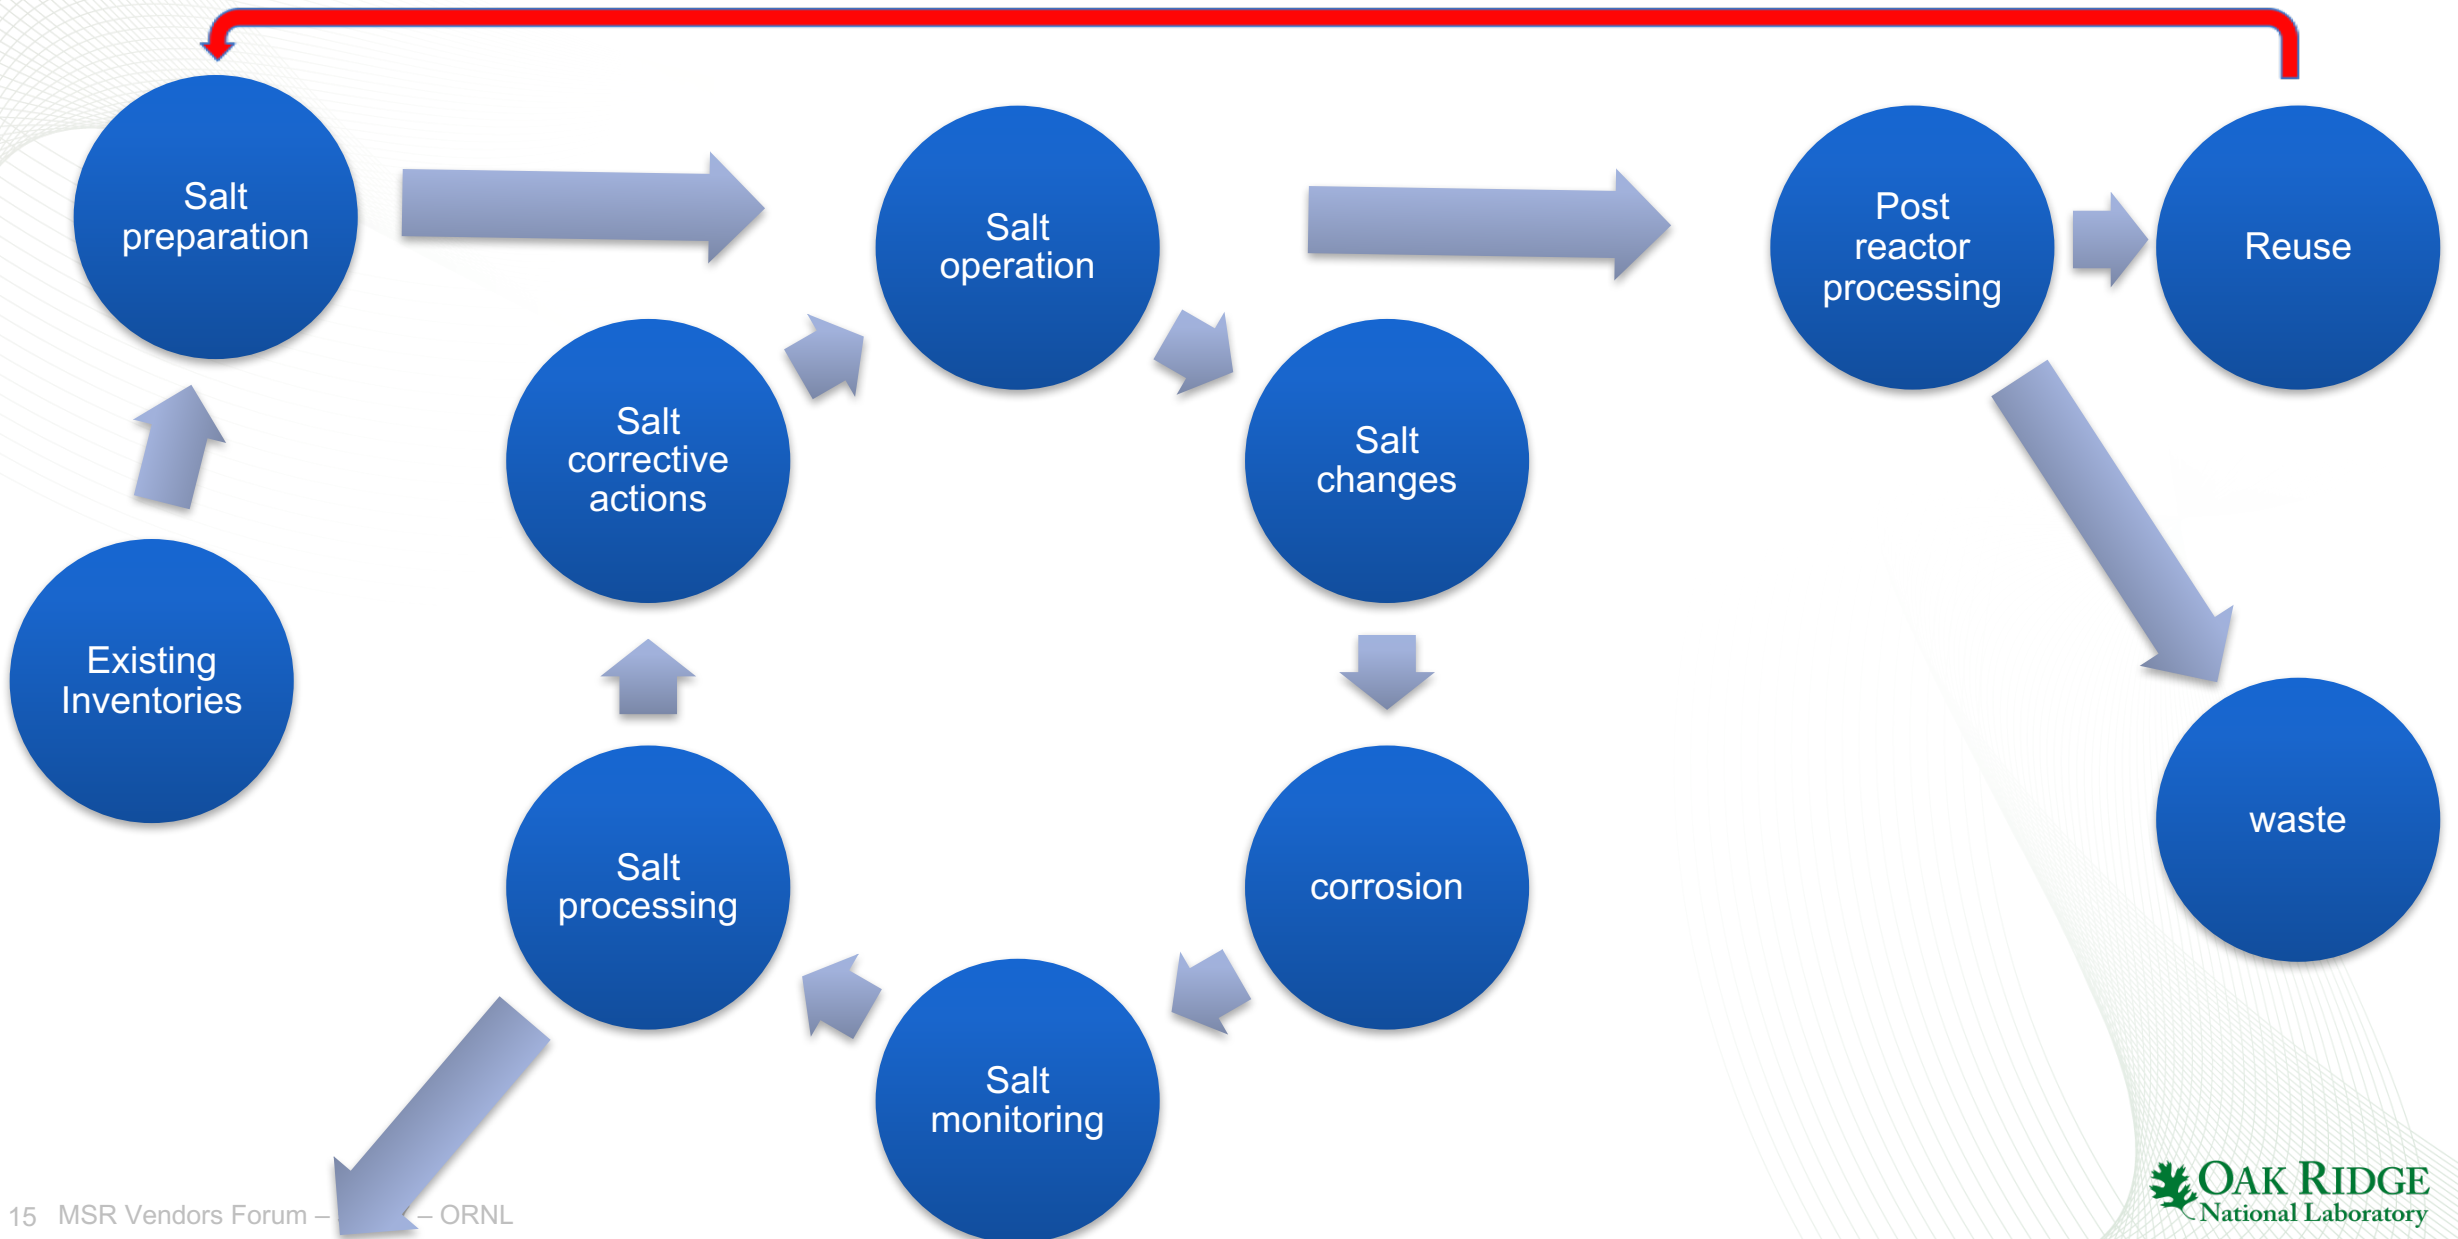 Salt
preparation
Salt
operation
Post
reactor
processing
Reuse
Salt
corrective
actions
Salt
changes
Existing
Inventories
waste
Salt
processing
corrosion
Salt
monitoring
15 MSR Vendors Forum – – ORNL
OAK RIDGE
National Laboratory